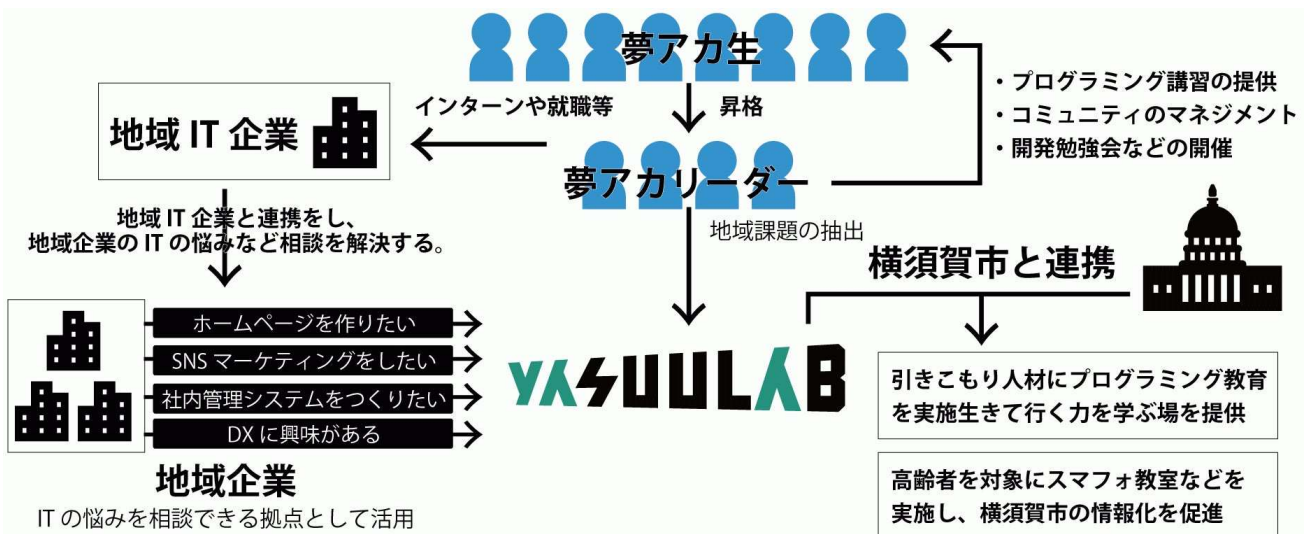 夢アカ生
・プログラミング講習の提供
・コミュニティのマネジメント
・開発勉強会などの開催
インターンや就職等
昇格
地域 IT 企業
夢アカリーダー
地域 IT 企業と連携をし、
地域企業の IT の悩みなど相談を解決する。
地域課題の抽出
横須賀市と連携
ホームページを作りたい
SNS マーケティングをしたい
社内管理システムをつくりたい
DX に興味がある
YASUULAB
引きこもり人材にプログラミング教育
を実施生きて行く力を学ぶ場を提供
地域企業
IT の悩みを相談できる拠点として活用
高齢者を対象にスマフォ教室などを
実施し、横須賀市の情報化を促進